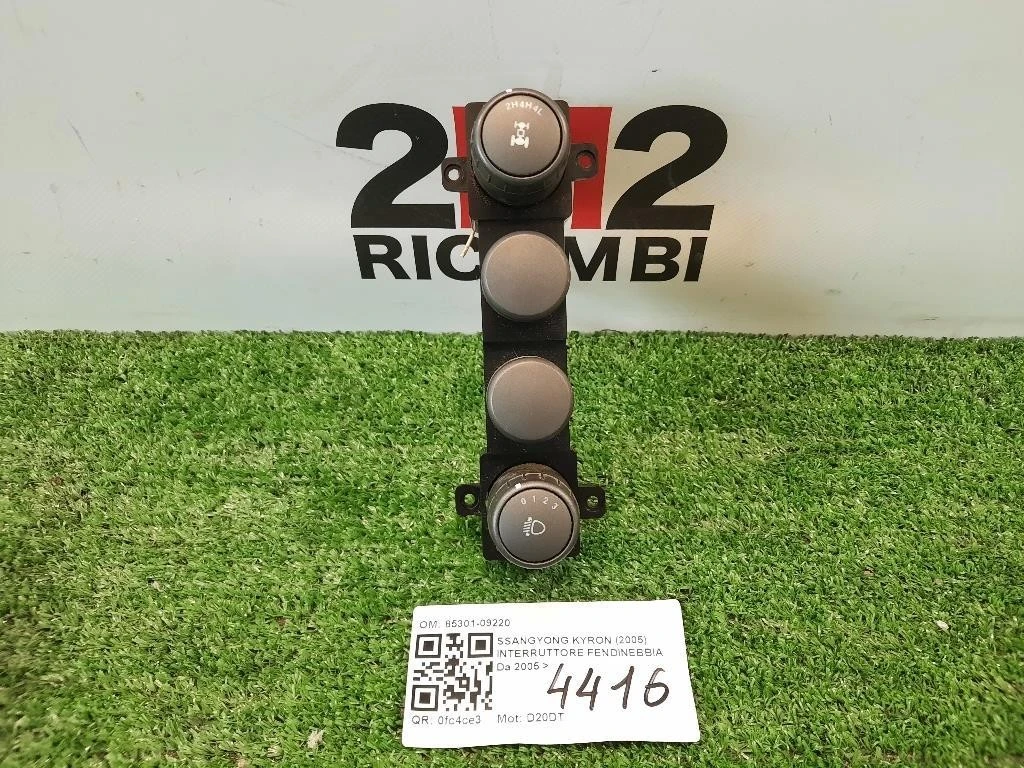 2H4H4L
2 2
RIC MBI
0 1 2 3
OM: 85301-09220
SSANGYONG KYRON (2005)
INTERRUTTORE FENDINEBBIA
Da 2005 >
4416
QR: 0fc4ce3 Mot: D20DT